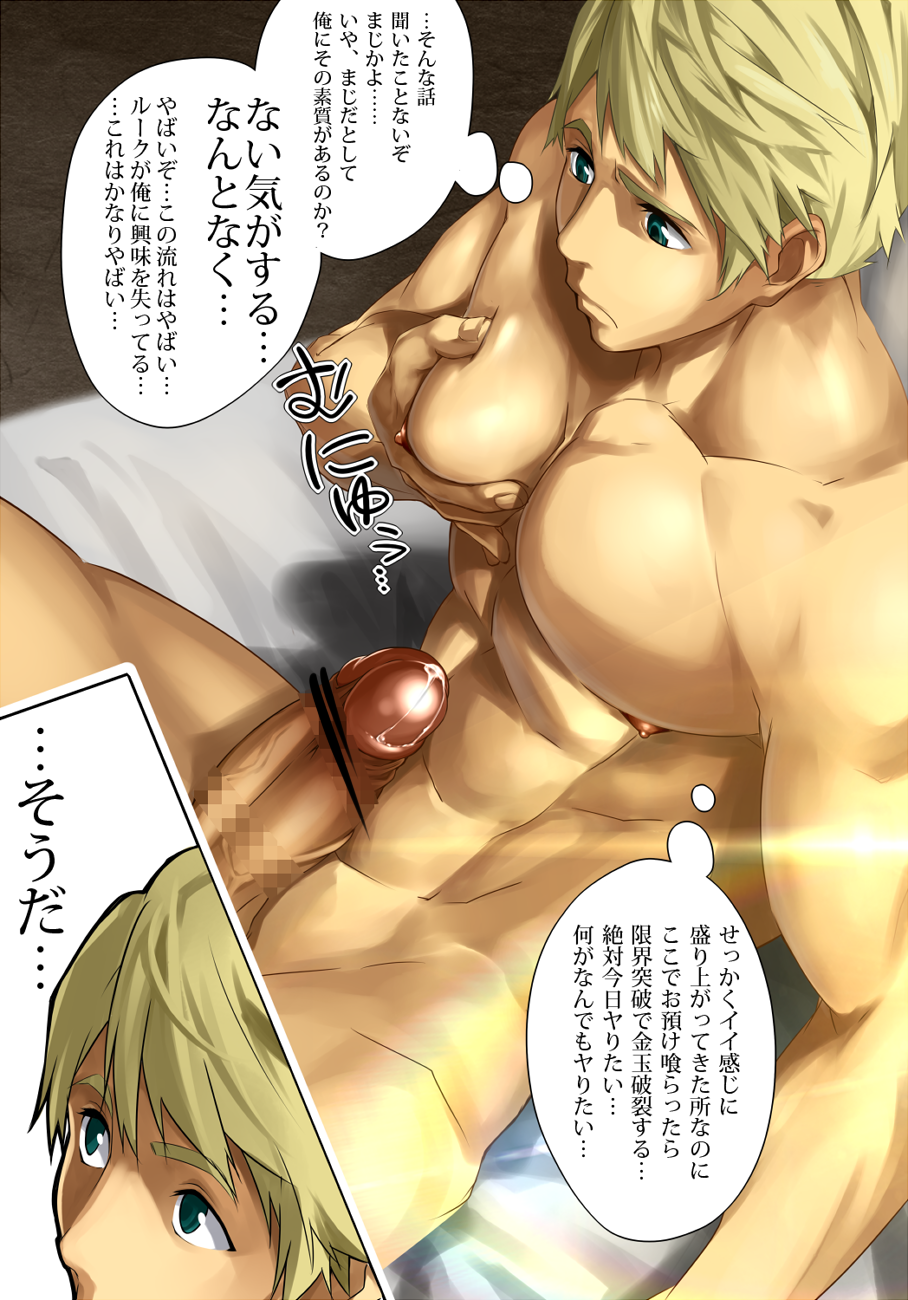 …そんな話
聞いたことないぞ
まじかよ……
いや、まじだとして
俺にその素質があるのか？
ない気がする…
なんとなく…
やばいぞ…この流れはやばい…
ルークが俺に興味を失ってる…
…これはかなりやばい…
むにゅぅ…
せっかくイイ感じに
盛り上がってきた所なのに
ここでお預け喰らったら
限界突破で金玉破裂する…
絶対今日ヤりたい…
何がなんでもヤりたい…
…そうだ…